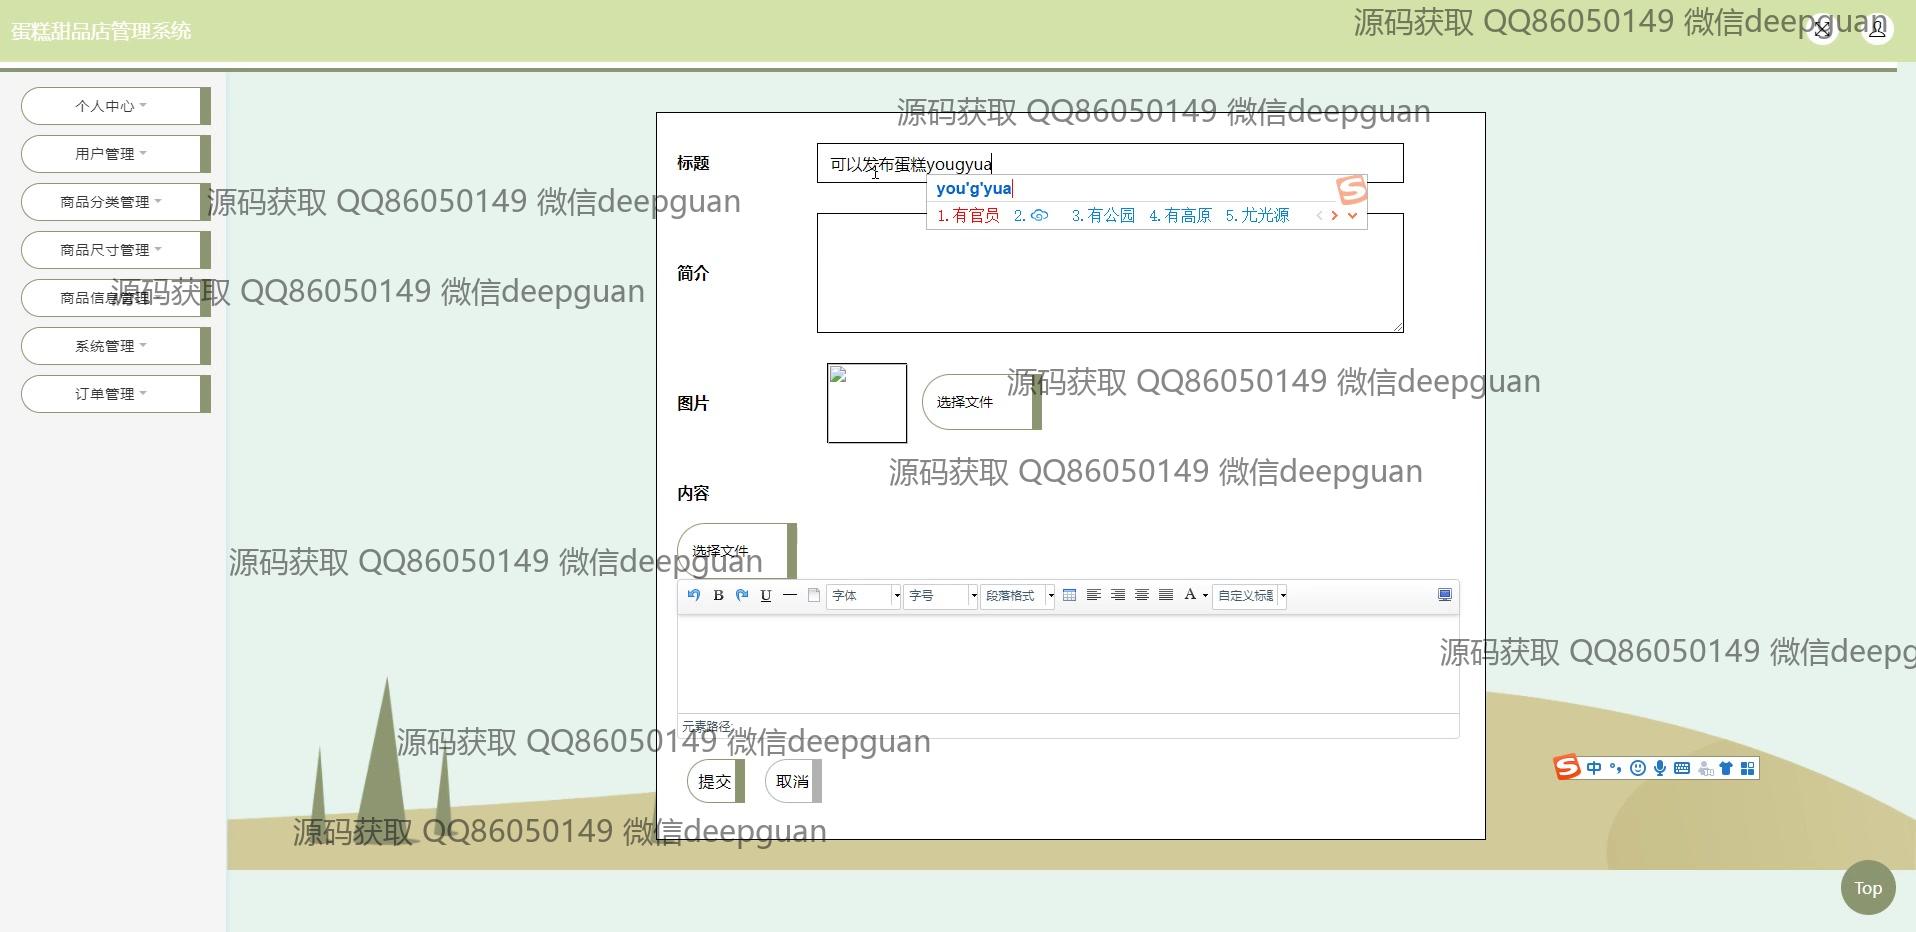 蛋糕甜品店管理系统
源码获取 QQ86050149 微信deepguan
个人中心
用户管理
商品分类管理
商品尺寸管理
商品信息管理
系统管理
订单管理
源码获取 QQ86050149 微信deepguan
标题
可以发布蛋糕yougyua
you'g'yua
1.有官员 2. 3.有公园 4.有高原 5.尤光源
源码获取 QQ86050149 微信deepguan
简介
源码获取 QQ86050149 微信deepguan
图片
选择文件
源码获取 QQ86050149 微信deepguan
源码获取 QQ86050149 微信deepguan
内容
选择文件
源码获取 QQ86050149 微信deepguan
B U 字体 字号 段落格式 A 自定义标题
源码获取 QQ86050149 微信deepg
元素路径:
源码获取 QQ86050149 微信deepguan
提交 取消
中
源码获取 QQ86050149 微信deepguan
Top